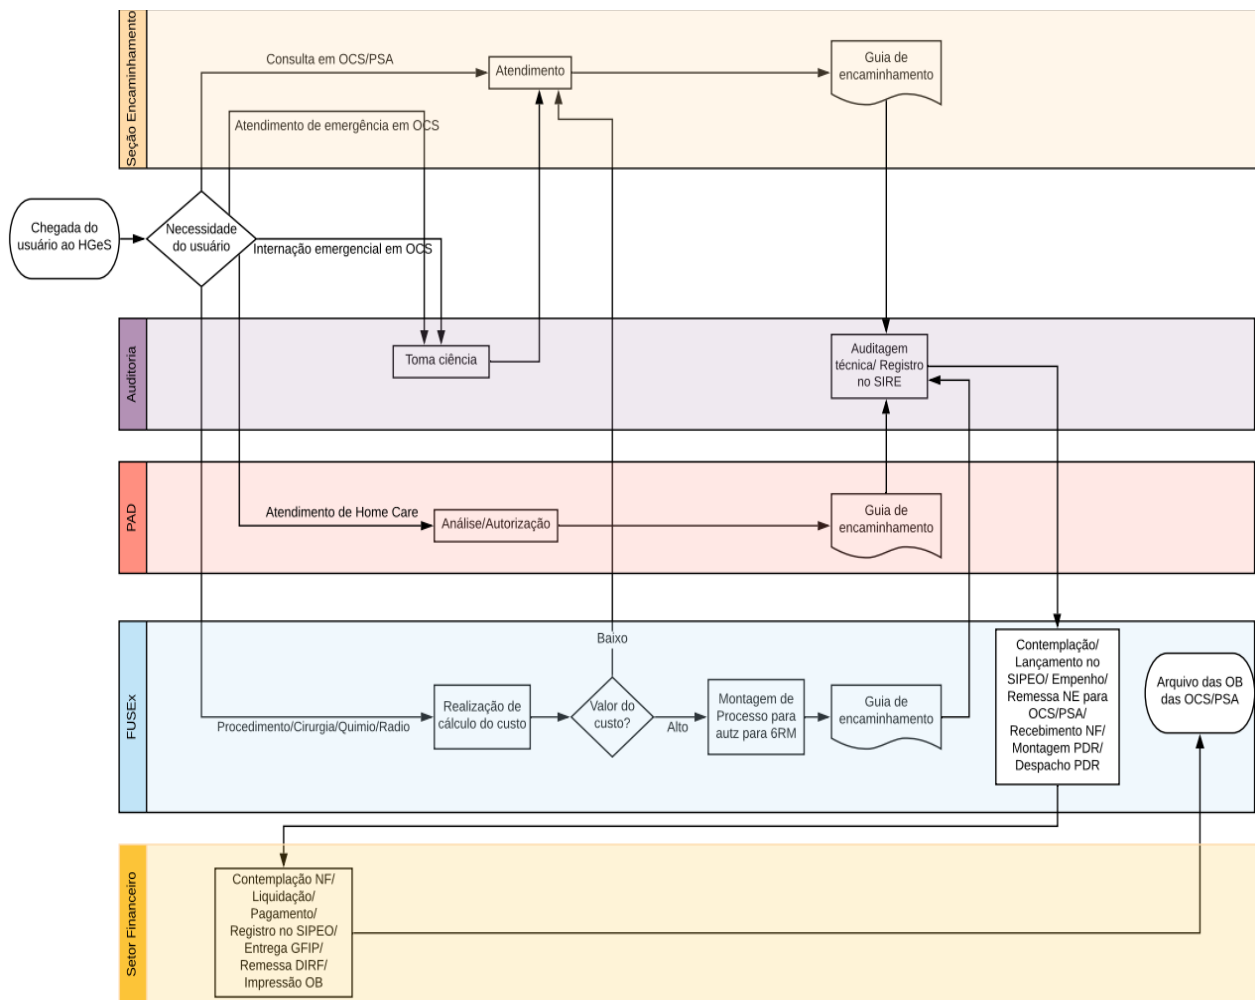 Seção Encaminhamento
Consulta em OCS/PSA
Atendimento
Guia de
encaminhamento
Atendimento de emergência em OCS
Chegada do
usuário ao HGeS
Necessidade
do usuário
Internação emergencial em OCS
Auditoria
Toma ciência
Auditagem
técnica/ Registro
no SIRE
PAD
Atendimento de Home Care
Análise/Autorização
Guia de
encaminhamento
FUSEx
Procedimento/Cirurgia/Quimio/Radio
Realização de
cálculo do custo
Baixo
Valor do
custo?
Alto
Montagem de
Processo para
autz para 6RM
Guia de
encaminhamento
Contemplação/
Lançamento no
SIPEO/ Empenho/
Remessa NE para
OCS/PSA/
Recebimento NF/
Montagem PDR/
Despacho PDR
Arquivo das OB
das OCS/PSA
Setor Financeiro
Contemplação NF/
Liquidação/
Pagamento/
Registro no SIPEO/
Entrega GFIP/
Remessa DIRF/
Impressão OB